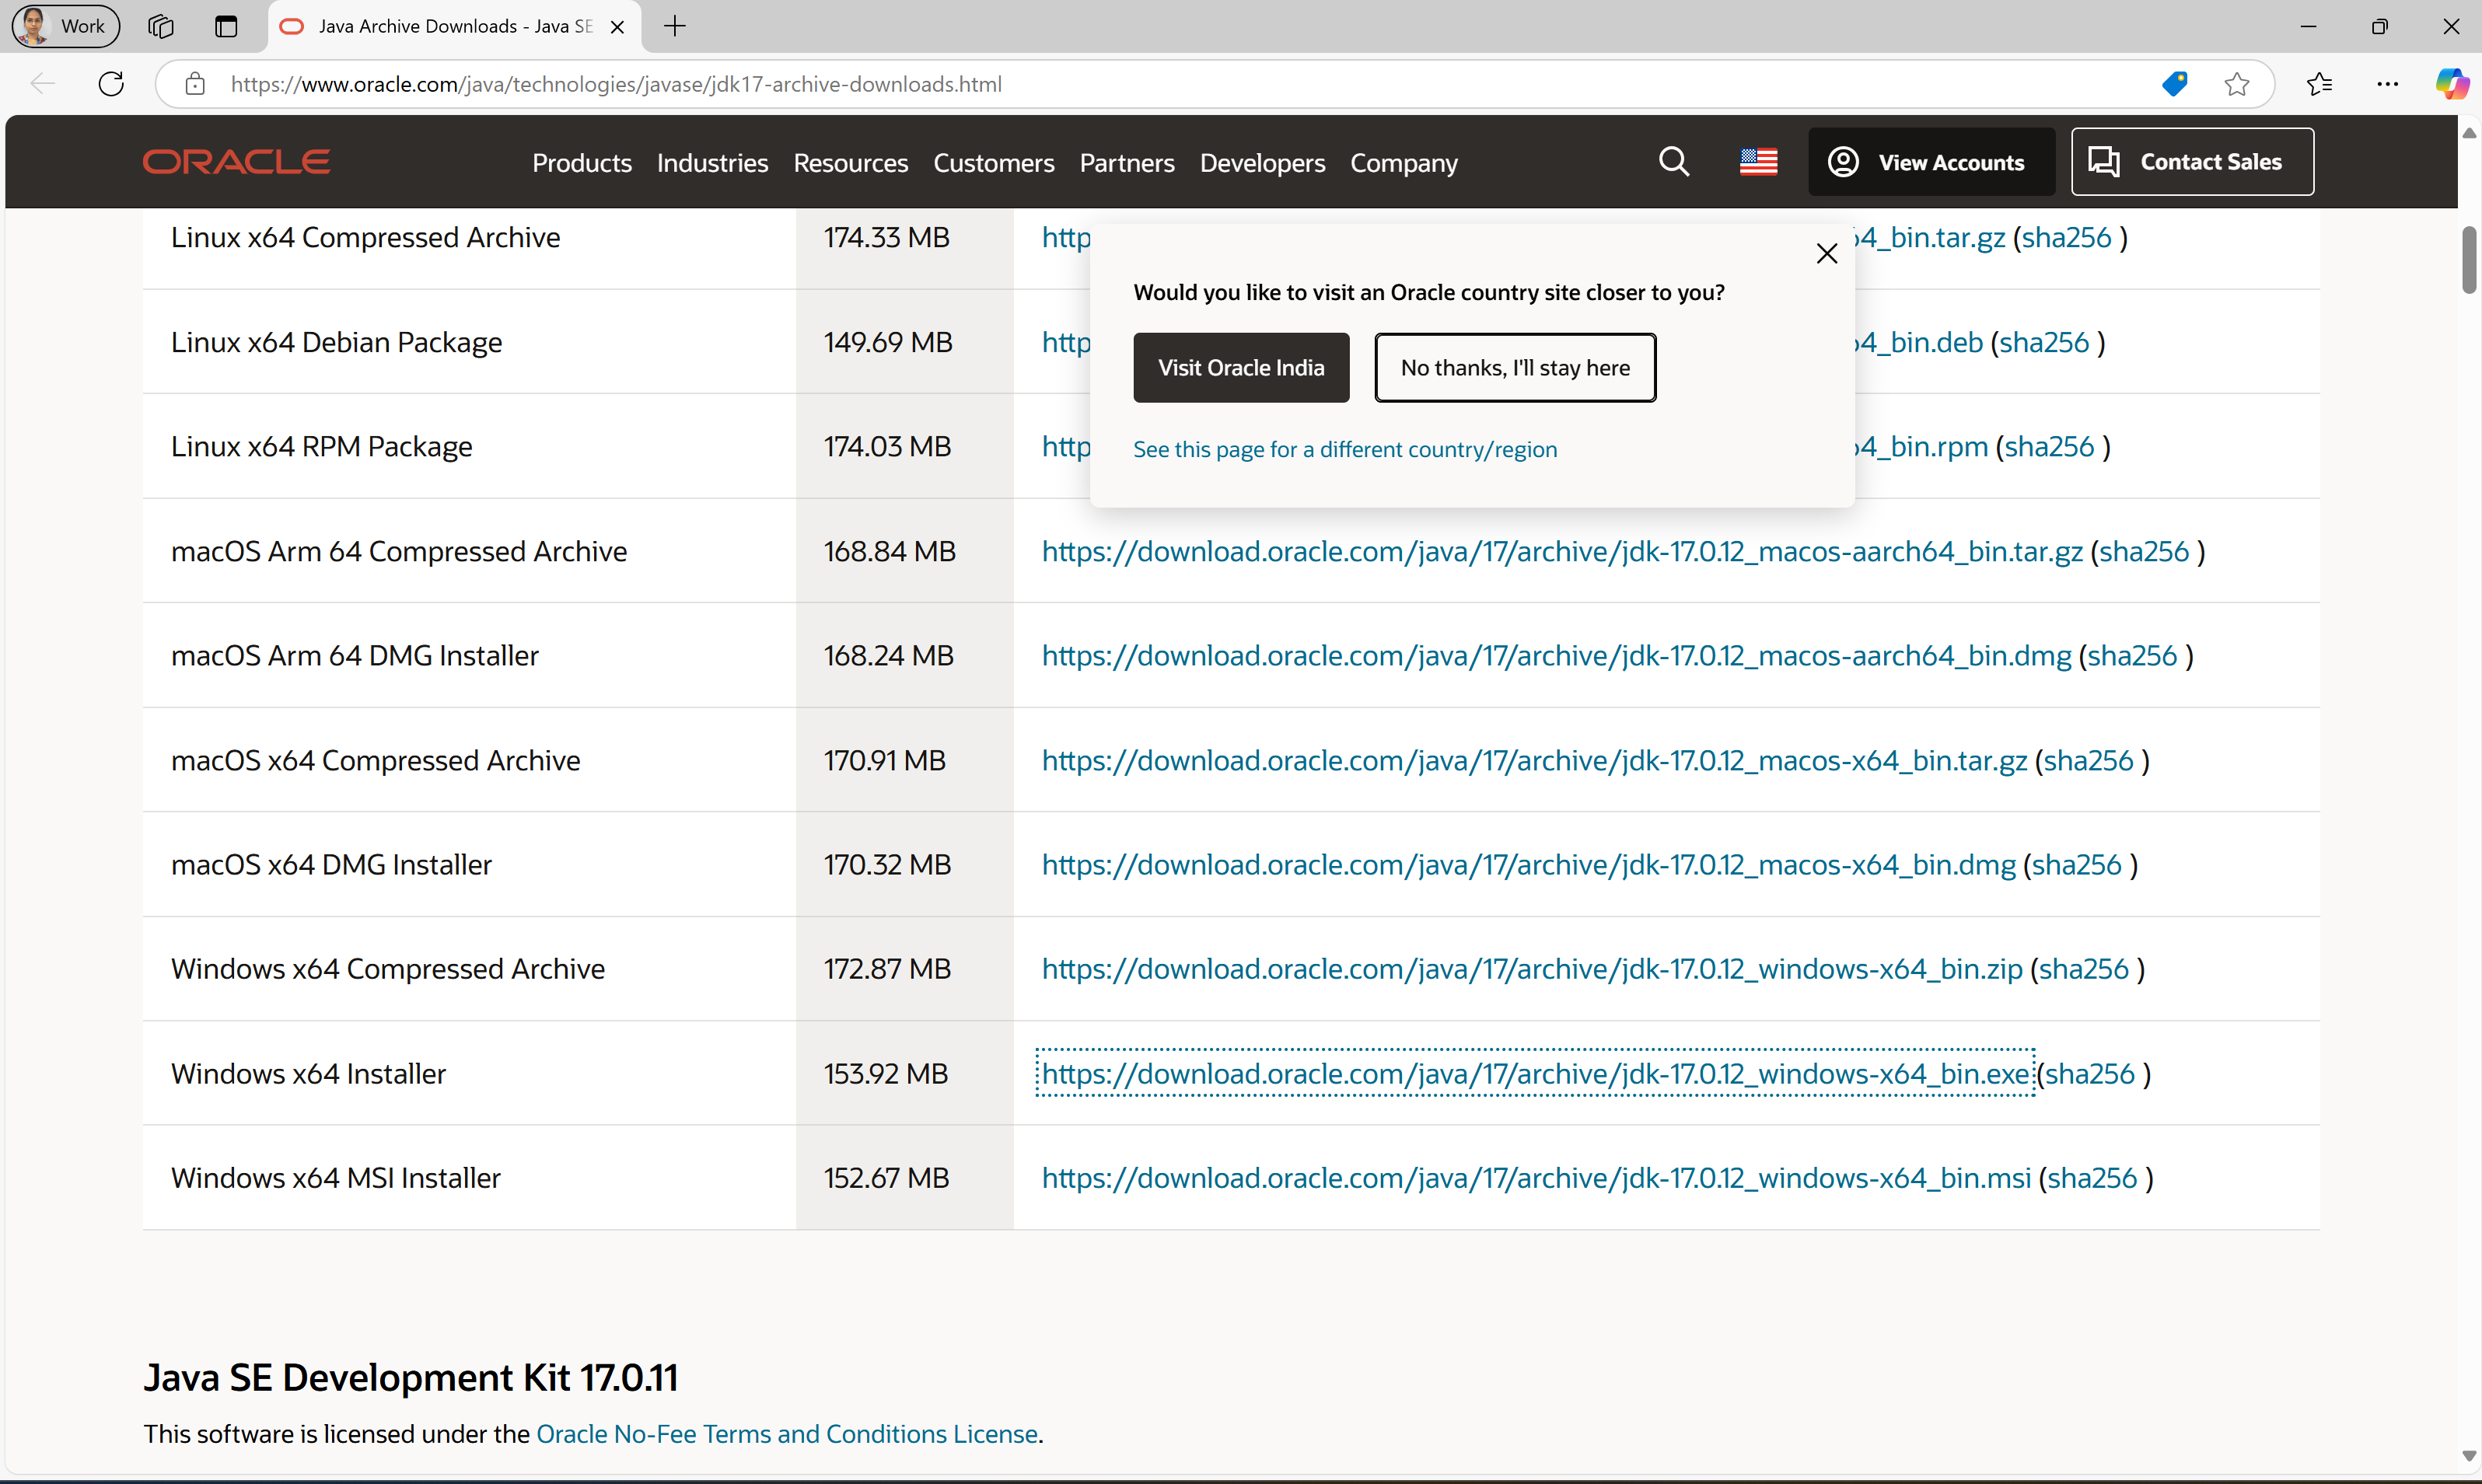 Work
Java Archive Downloads - Java SE
https://www.oracle.com/java/technologies/javase/jdk17-archive-downloads.html
ORACLE
Products Industries Resources Customers Partners Developers Company
View Accounts
Contact Sales
Linux x64 Compressed Archive 174.33 MB http 64_bin.tar.gz (sha256 )
Would you like to visit an Oracle country site closer to you?
Linux x64 Debian Package 149.69 MB http 4_bin.deb (sha256 )
Visit Oracle India No thanks, I'll stay here
Linux x64 RPM Package 174.03 MB http 64_bin.rpm (sha256 )
See this page for a different country/region
macOS Arm 64 Compressed Archive 168.84 MB https://download.oracle.com/java/17/archive/jdk-17.0.12_macos-aarch64_bin.tar.gz (sha256 )
macOS Arm 64 DMG Installer 168.24 MB https://download.oracle.com/java/17/archive/jdk-17.0.12_macos-aarch64_bin.dmg (sha256 )
macOS x64 Compressed Archive 170.91 MB https://download.oracle.com/java/17/archive/jdk-17.0.12_macos-x64_bin.tar.gz (sha256 )
macOS x64 DMG Installer 170.32 MB https://download.oracle.com/java/17/archive/jdk-17.0.12_macos-x64_bin.dmg (sha256 )
Windows x64 Compressed Archive 172.87 MB https://download.oracle.com/java/17/archive/jdk-17.0.12_windows-x64_bin.zip (sha256 )
Windows x64 Installer 153.92 MB https://download.oracle.com/java/17/archive/jdk-17.0.12_windows-x64_bin.exe (sha256 )
Windows x64 MSI Installer 152.67 MB https://download.oracle.com/java/17/archive/jdk-17.0.12_windows-x64_bin.msi (sha256 )
Java SE Development Kit 17.0.11
This software is licensed under the Oracle No-Fee Terms and Conditions License.